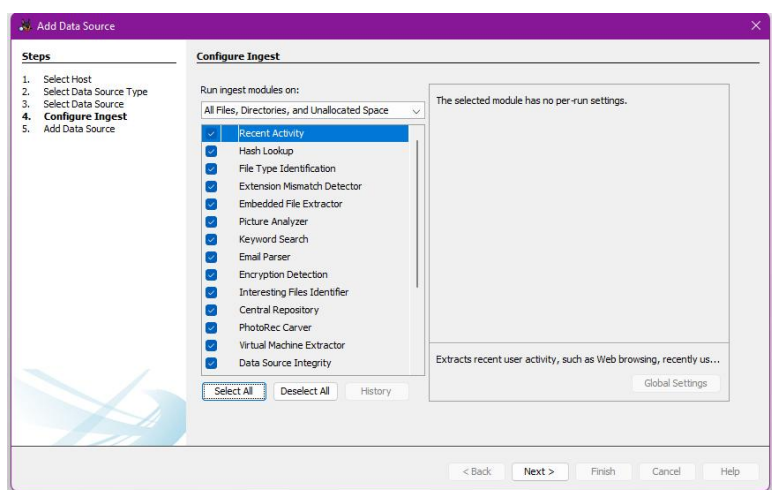 Add Data Source
Steps
1. Select Host
2. Select Data Source Type
3. Select Data Source
4. Configure Ingest
5. Add Data Source
Configure Ingest
Run ingest modules on:
All Files, Directories, and Unallocated Space
Recent Activity
Hash Lookup
File Type Identification
Extension Mismatch Detector
Embedded File Extractor
Picture Analyzer
Keyword Search
Email Parser
Encryption Detection
Interesting Files Identifier
Central Repository
PhotoRec Carver
Virtual Machine Extractor
Data Source Integrity
Select All Deselect All History
The selected module has no per-run settings.
Extracts recent user activity, such as Web browsing, recently us...
Global Settings
< Back Next > Finish Cancel Help